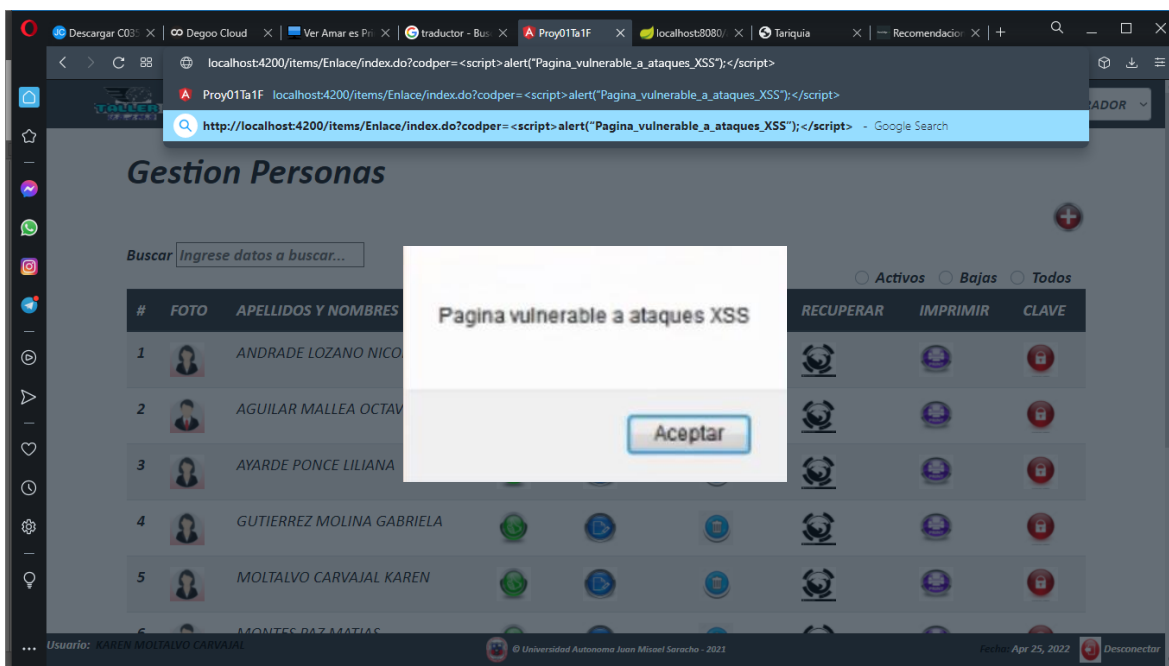 Descargar C035
Degoo Cloud
Ver Amar es Pri
traductor - Bus
Proy01Ta1F
localhost:8080/
Tariquia
Recomendacion
localhost:4200/items/Enlace/index.do?codper=<script>alert("Pagina_vulnerable_a_ataques_XSS");</script>
Proy01Ta1F localhost:4200/items/Enlace/index.do?codper=<script>alert("Pagina_vulnerable_a_ataques_XSS");</script>
http://localhost:4200/items/Enlace/index.do?codper=<script>alert("Pagina_vulnerable_a_ataques_XSS");</script> - Google Search
TALLER
RADOR
Gestion Personas
Buscar Ingrese datos a buscar...
Activos Bajas Todos
# FOTO APELLIDOS Y NOMBRES RECUPERAR IMPRIMIR CLAVE
Pagina vulnerable a ataques XSS
Aceptar
1 ANDRADE LOZANO NICO
2 AGUILAR MALLEA OCTAV
3 AYARDE PONCE LILIANA
4 GUTIERREZ MOLINA GABRIELA
5 MOLTALVO CARVAJAL KAREN
6 MONTES PAZ MATIAS
Usuario: KAREN MOLTALVO CARVAJAL
© Universidad Autonoma Juan Misael Saracho - 2021
Fecha: Apr 25, 2022
Desconectar